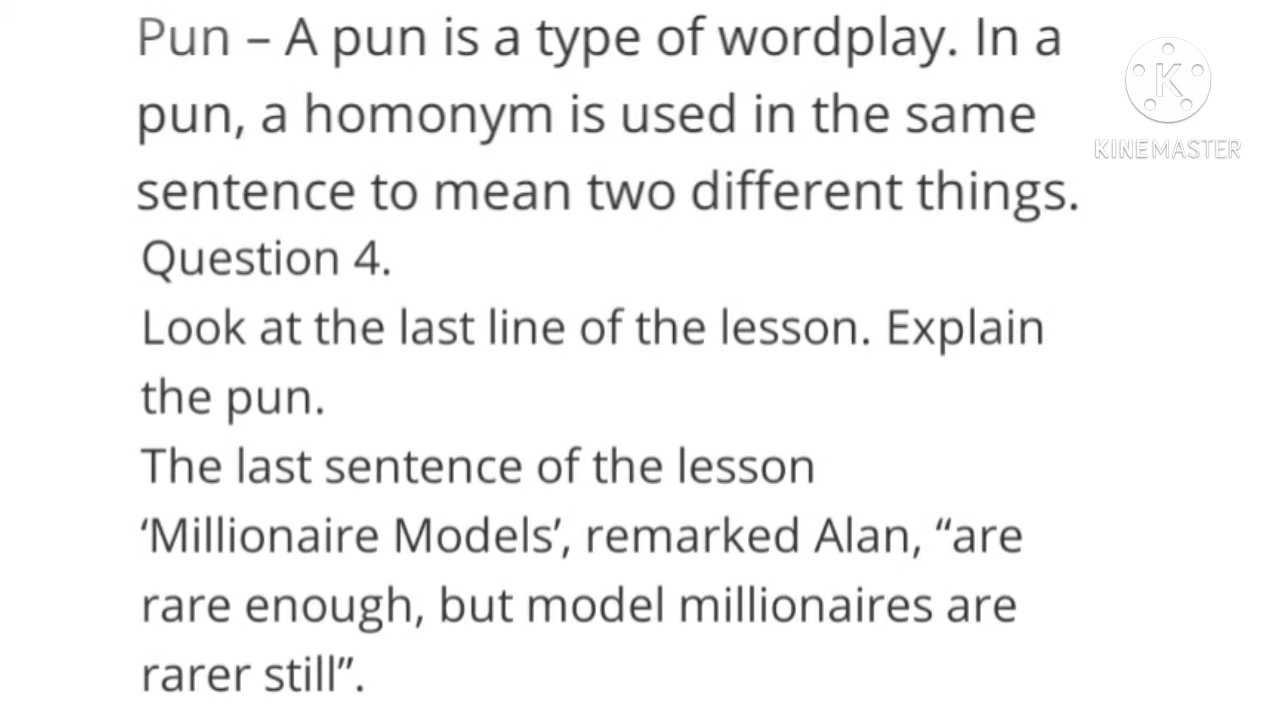 Pun – A pun is a type of wordplay. In a
pun, a homonym is used in the same
sentence to mean two different things.
Question 4.
Look at the last line of the lesson. Explain
the pun.
The last sentence of the lesson
‘Millionaire Models’, remarked Alan, “are
rare enough, but model millionaires are
rarer still”.
K
KINEMASTER